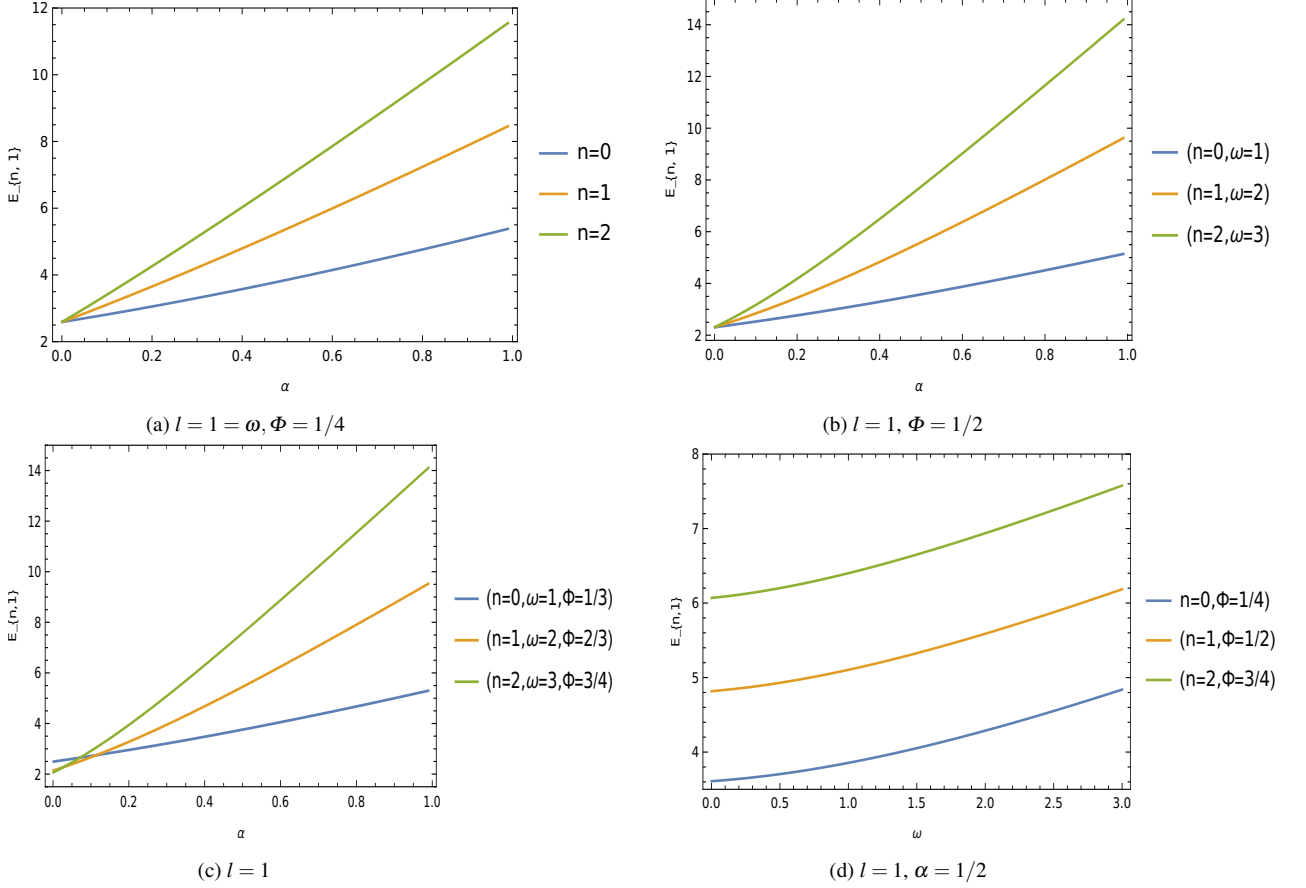 12
10
8
6
4
2
E_{n, 1}
0.0 0.2 0.4 0.6 0.8 1.0
α
n=0
n=1
n=2
(a) l = 1 = ω, Φ = 1/4
14
12
10
8
6
4
2
E_{n, 1}
0.0 0.2 0.4 0.6 0.8 1.0
α
(n=0,ω=1)
(n=1,ω=2)
(n=2,ω=3)
(b) l = 1, Φ = 1/2
14
12
10
8
6
4
2
E_{n,1}
0.0 0.2 0.4 0.6 0.8 1.0
α
(n=0,ω=1,Φ=1/3)
(n=1,ω=2,Φ=2/3)
(n=2,ω=3,Φ=3/4)
(c) l = 1
8
7
6
5
4
E_{n,1}
0.0 0.5 1.0 1.5 2.0 2.5 3.0
ω
n=0,Φ=1/4)
(n=1,Φ=1/2)
(n=2,Φ=3/4)
(d) l = 1, α = 1/2